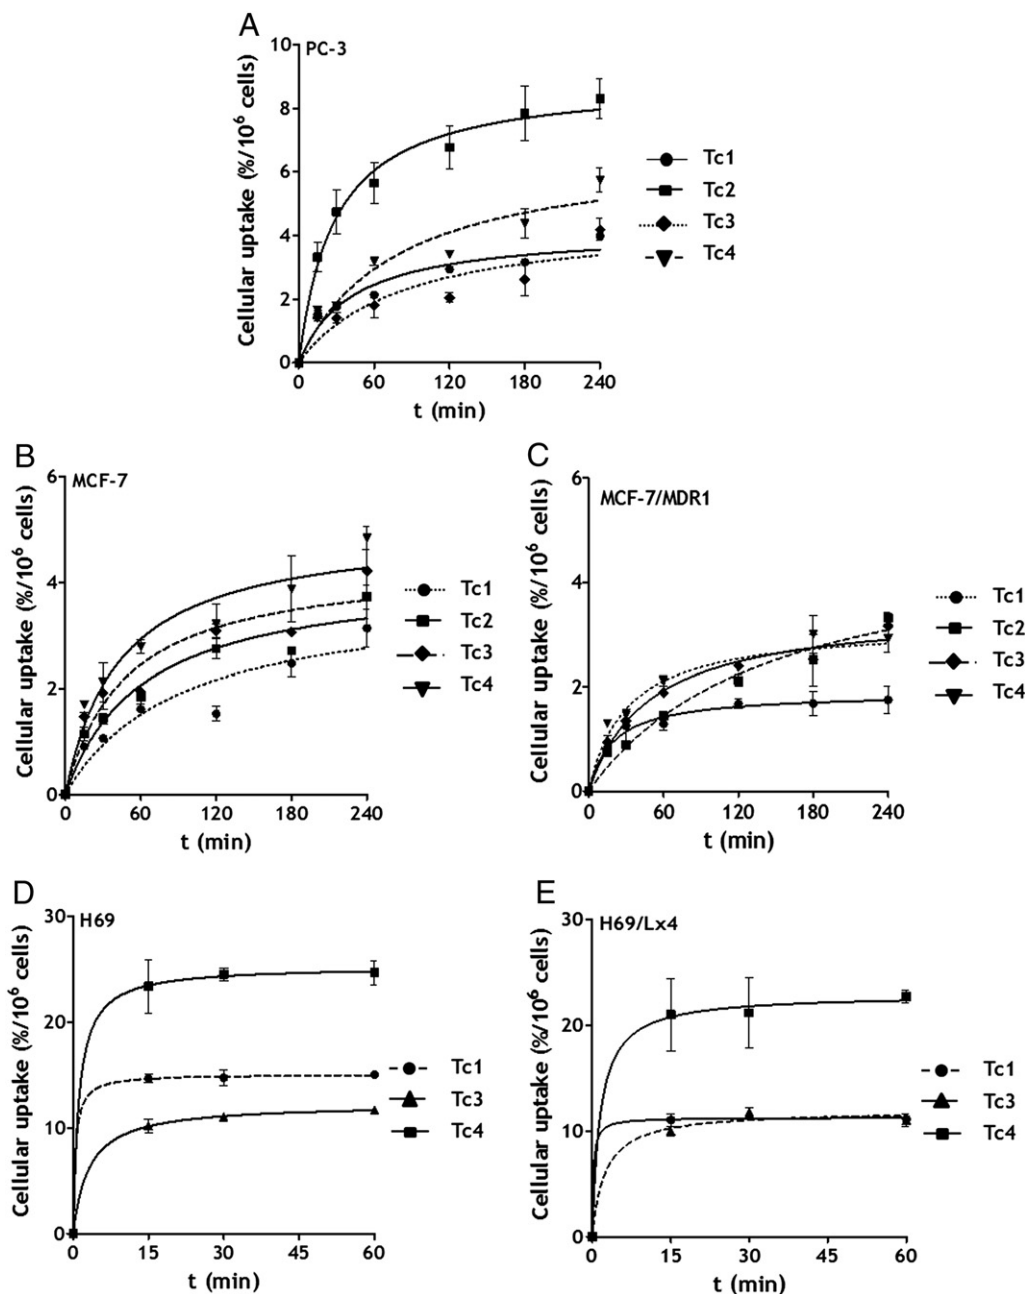 A
PC-3
Cellular uptake (%/10⁶ cells)
10
8
6
4
2
0
0 60 120 180 240
t (min)
Tc1
Tc2
Tc3
Tc4
B
MCF-7
Cellular uptake (%/10⁶ cells)
6
4
2
0
0 60 120 180 240
t (min)
Tc1
Tc2
Tc3
Tc4
C
MCF-7/MDR1
Cellular uptake (%/10⁶ cells)
6
4
2
0
0 60 120 180 240
t (min)
Tc1
Tc2
Tc3
Tc4
D
H69
Cellular uptake (%/10⁶ cells)
30
20
10
0
0 15 30 45 60
t (min)
Tc1
Tc3
Tc4
E
H69/Lx4
Cellular uptake (%/10⁶ cells)
30
20
10
0
0 15 30 45 60
t (min)
Tc1
Tc3
Tc4